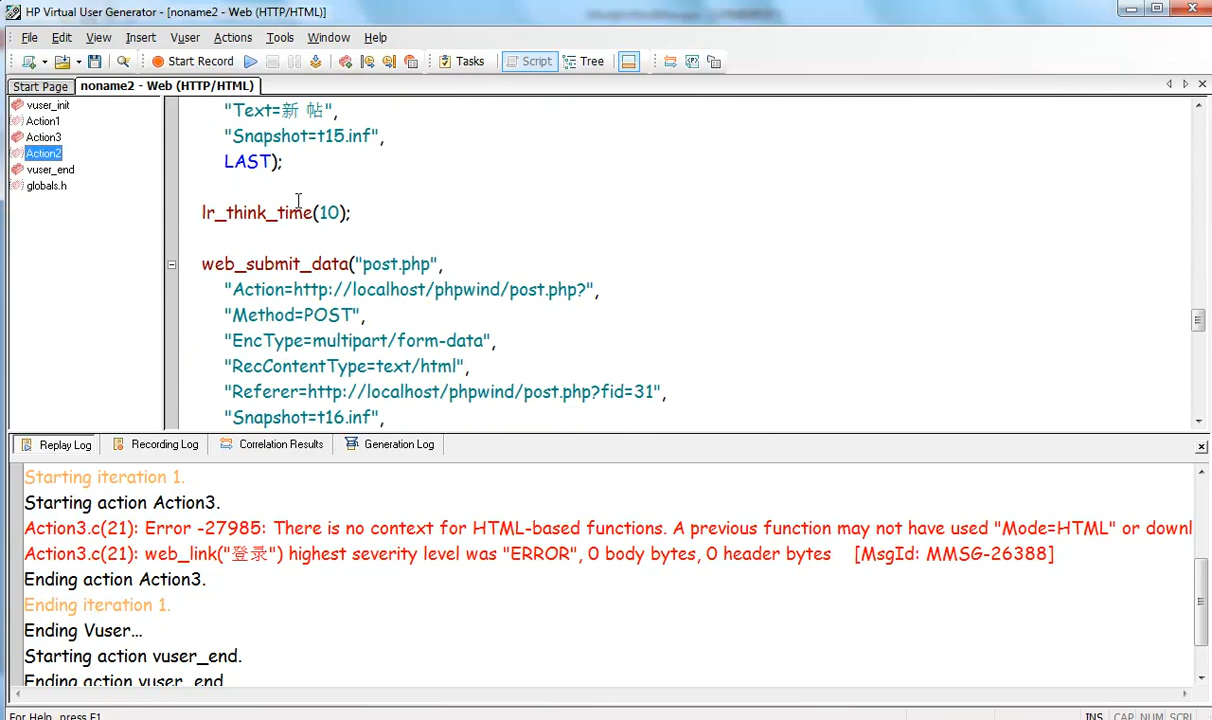 HP Virtual User Generator - [noname2 - Web (HTTP/HTML)]
File Edit View Insert Vuser Actions Tools Window Help
Start Record Tasks Script Tree
Start Page noname2 - Web (HTTP/HTML)
vuser_init
Action1
Action3
Action2
vuser_end
globals.h
"Text=新 帖",
"Snapshot=t15.inf",
LAST);
lr_think_time(10);
web_submit_data("post.php",
"Action=http://localhost/phpwind/post.php?",
"Method=POST",
"EncType=multipart/form-data",
"RecContentType=text/html",
"Referer=http://localhost/phpwind/post.php?fid=31",
"Snapshot=t16.inf",
Replay Log Recording Log Correlation Results Generation Log
Starting iteration 1.
Starting action Action3.
Action3.c(21): Error -27985: There is no context for HTML-based functions. A previous function may not have used "Mode=HTML" or downl
Action3.c(21): web_link("登录") highest severity level was "ERROR", 0 body bytes, 0 header bytes [MsgId: MMSG-26388]
Ending action Action3.
Ending iteration 1.
Ending Vuser...
Starting action vuser_end.
Ending action vuser_end
For Help, press F1 INS CAP NUM SCRL